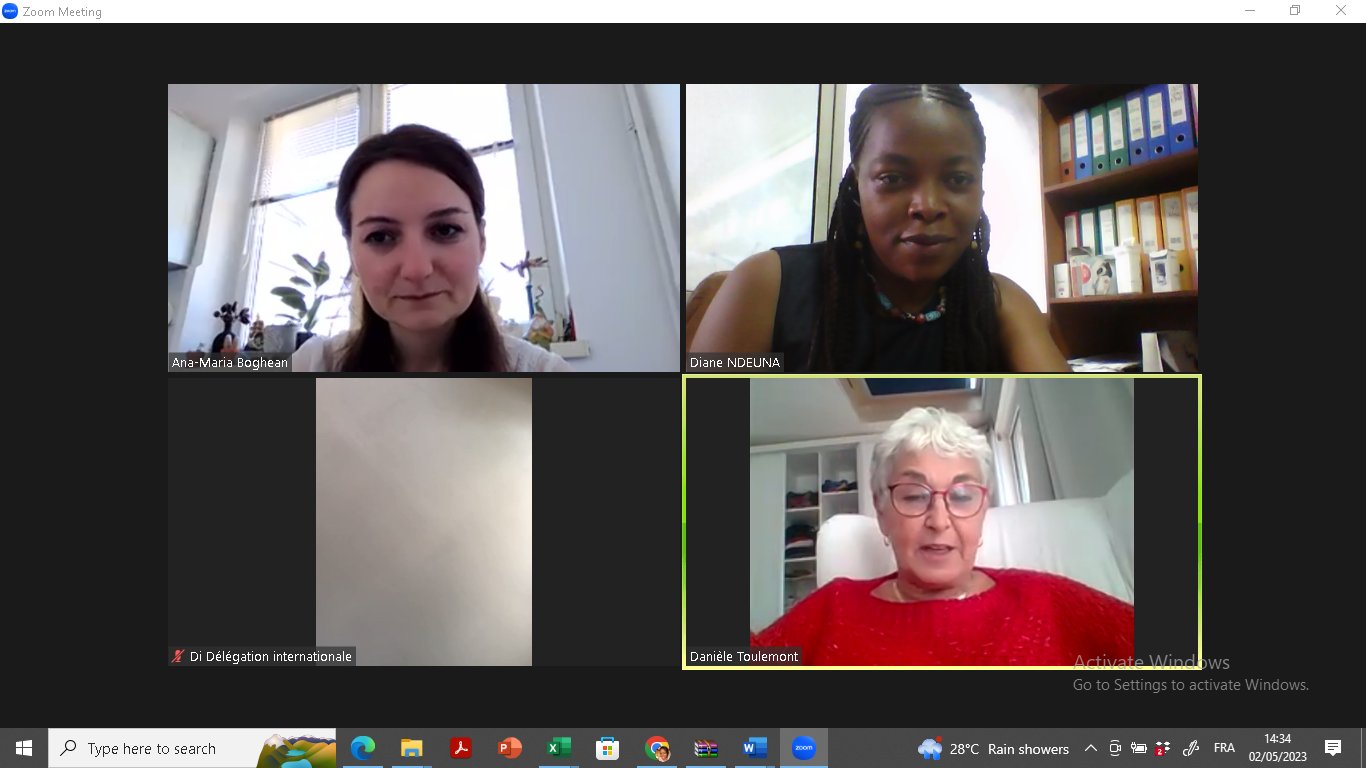 Zoom Meeting
Ana-Maria Boghean
Diane NDEUNA
Di Délégation internationale
Danièle Toulemont
Activate Windows
Go to Settings to activate Windows.
Type here to search
zoom
28°C Rain showers
FRA
14:34
02/05/2023